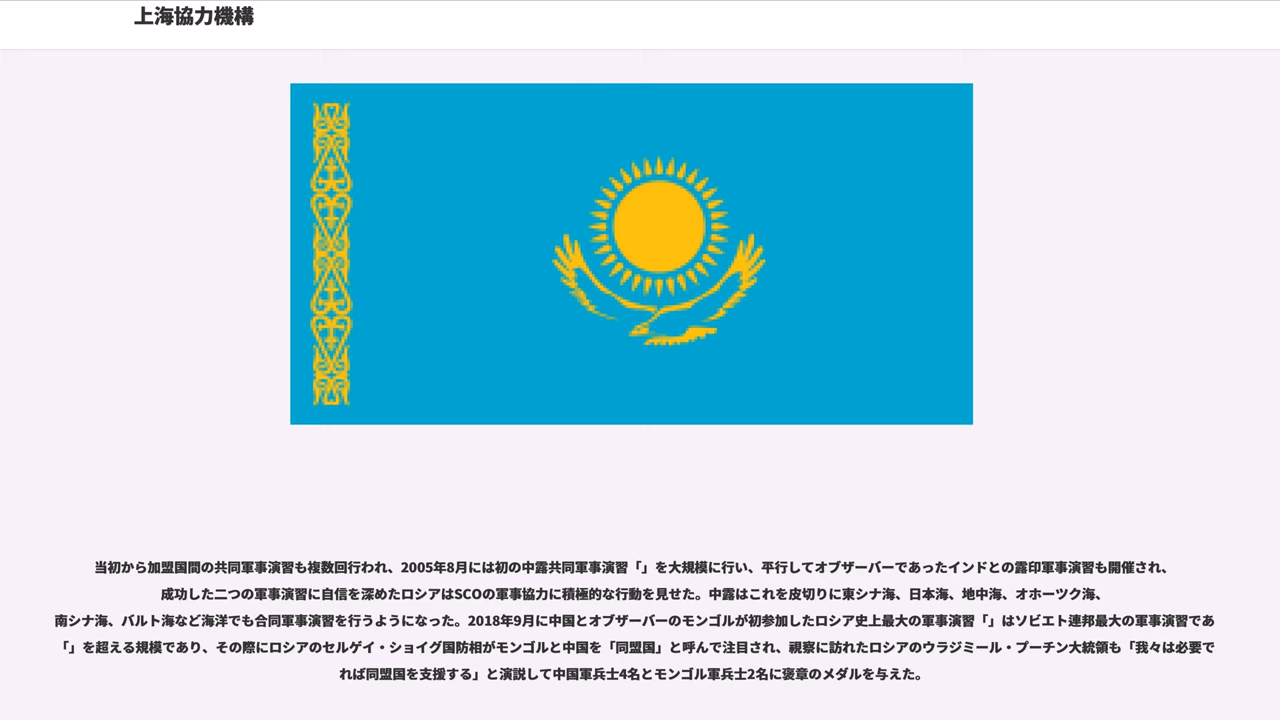 上海協力機構
当初から加盟国間の共同軍事演習も複数回行われ、2005年8月には初の中露共同軍事演習「」を大規模に行い、平行してオブザーバーであったインドとの露印軍事演習も開催され、
成功した二つの軍事演習に自信を深めたロシアはSCOの軍事協力に積極的な行動を見せた。中露はこれを皮切りに東シナ海、日本海、地中海、オホーツク海、
南シナ海、バルト海など海洋でも合同軍事演習を行うようになった。2018年9月に中国とオブザーバーのモンゴルが初参加したロシア史上最大の軍事演習「」はソビエト連邦最大の軍事演習であ
「」を超える規模であり、その際にロシアのセルゲイ・ショイグ国防相がモンゴルと中国を「同盟国」と呼んで注目され、視察に訪れたロシアのウラジミール・プーチン大統領も「我々は必要で
れば同盟国を支援する」と演説して中国軍兵士4名とモンゴル軍兵士2名に褒章のメダルを与えた。